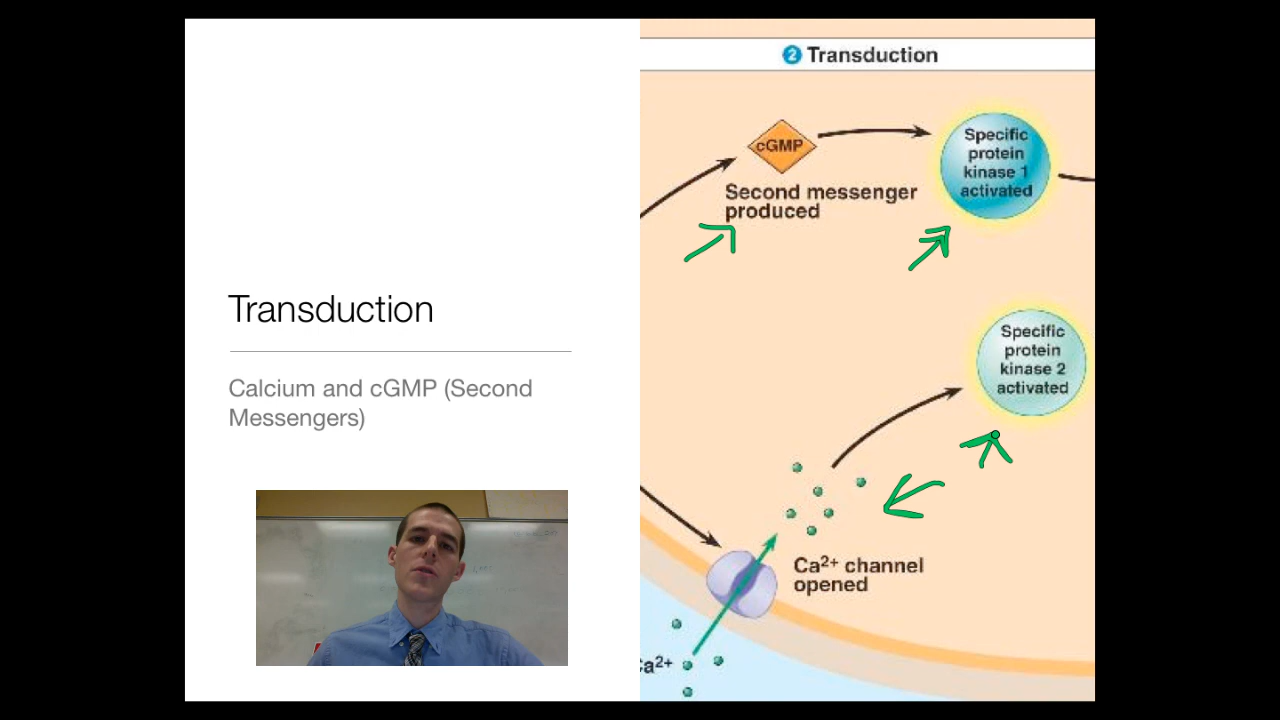 Transduction
Calcium and cGMP (Second
Messengers)
2 Transduction
cGMP
Second messenger
produced
Specific
protein
kinase 1
activated
Specific
protein
kinase 2
activated
Ca²⁺ channel
opened
a²⁺